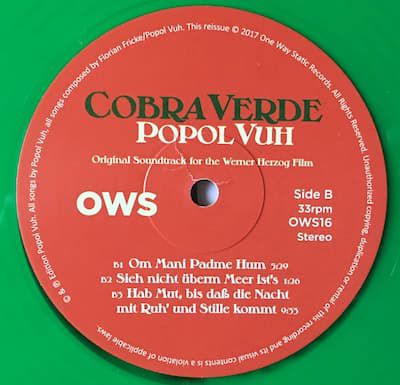 © & ℗ Edition Popol Vuh. All songs by Popol Vuh, all songs composed by Florian Fricke/Popol Vuh. This reissue © 2017 One Way Static Records. All Rights Reserved. Unauthorized copying, duplication or rental of this recording and its visual content is a violation of applicable laws.
COBRA VERDE
POPOL VUH
Original Soundtrack for the Werner Herzog Film
OWS
Side B
33rpm
OWS16
Stereo
B1 Om Mani Padme Hum 5:29
B2 Sieh nicht überm Meer ist's 1:26
B3 Hab Mut, bis daß die Nacht
mit Ruh' und Stille kommt 9:33